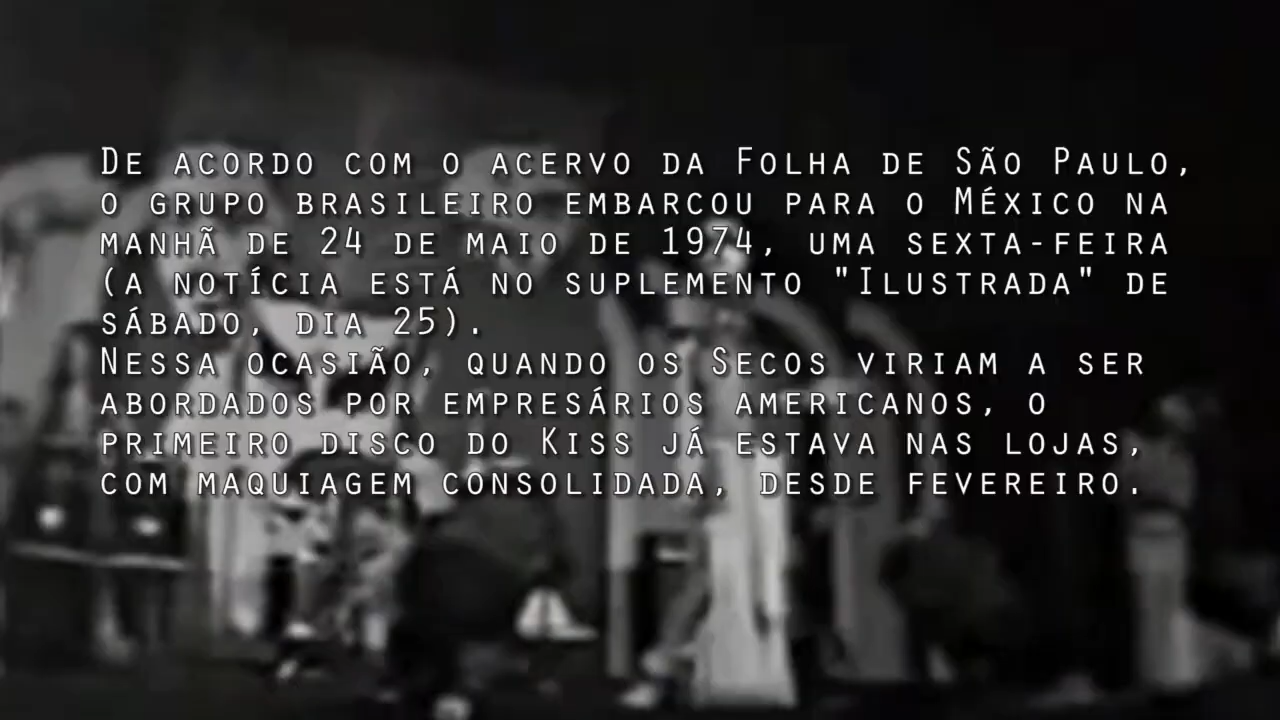 De acordo com o acervo da Folha de São Paulo,
o grupo brasileiro embarcou para o México na
manhã de 24 de maio de 1974, uma sexta-feira
(a notícia está no suplemento "Ilustrada" de
sábado, dia 25).
Nessa ocasião, quando os Secos viriam a ser
abordados por empresários americanos, o
primeiro disco do Kiss já estava nas lojas,
com maquiagem consolidada, desde fevereiro.